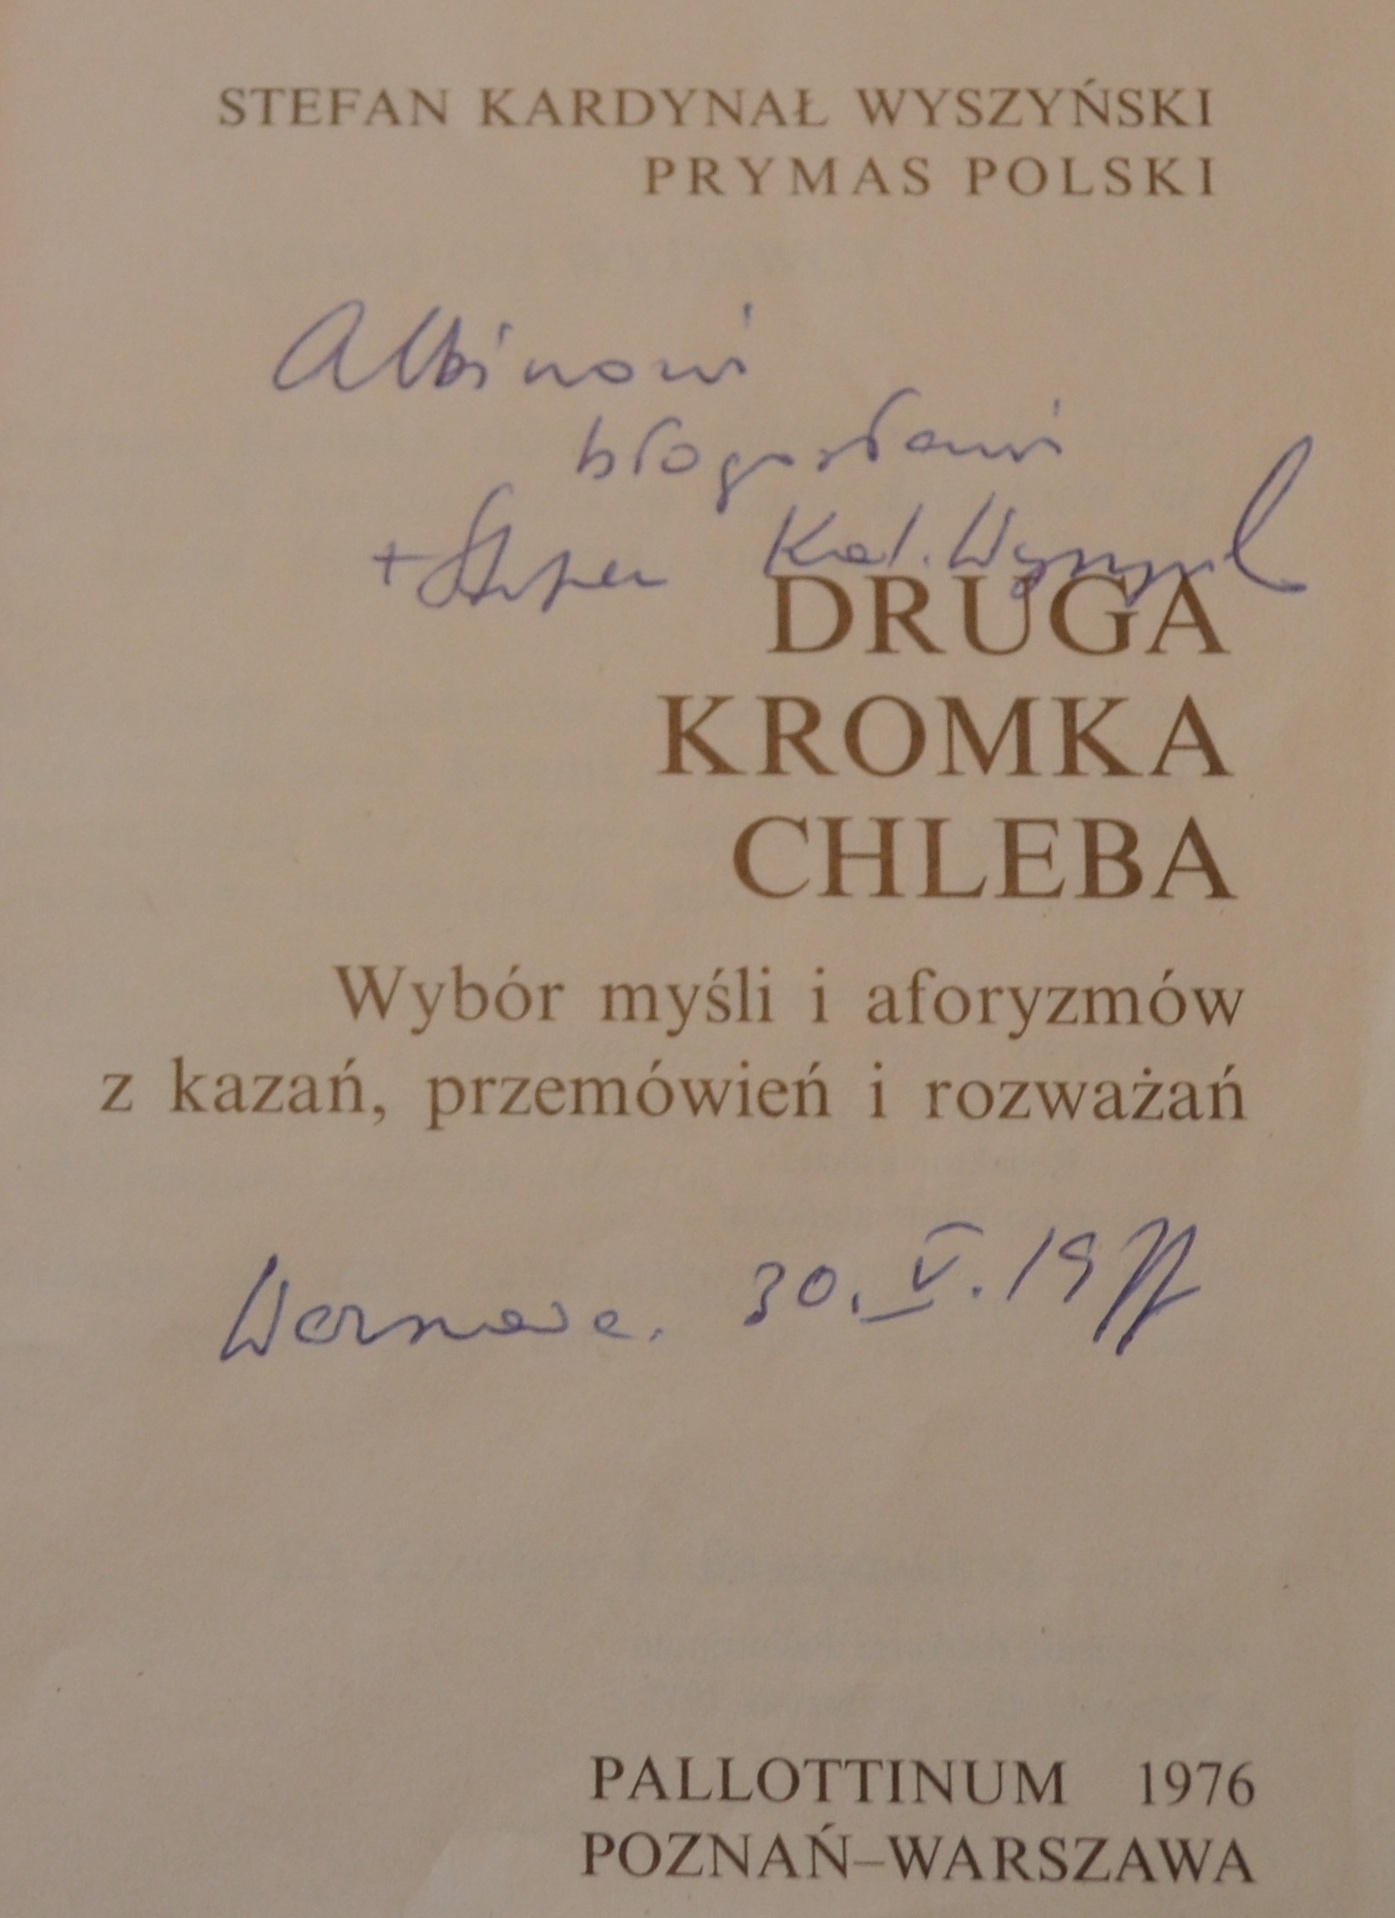 STEFAN KARDYNAŁ WYSZYŃSKI
PRYMAS POLSKI
Albinowi
błogosławi
+ Stefan Kard. Wyszyński
DRUGA
KROMKA
CHLEBA
Wybór myśli i aforyzmów
z kazań, przemówień i rozważań
Warszawa. 30.V.1977
PALLOTTINUM 1976
POZNAŃ–WARSZAWA